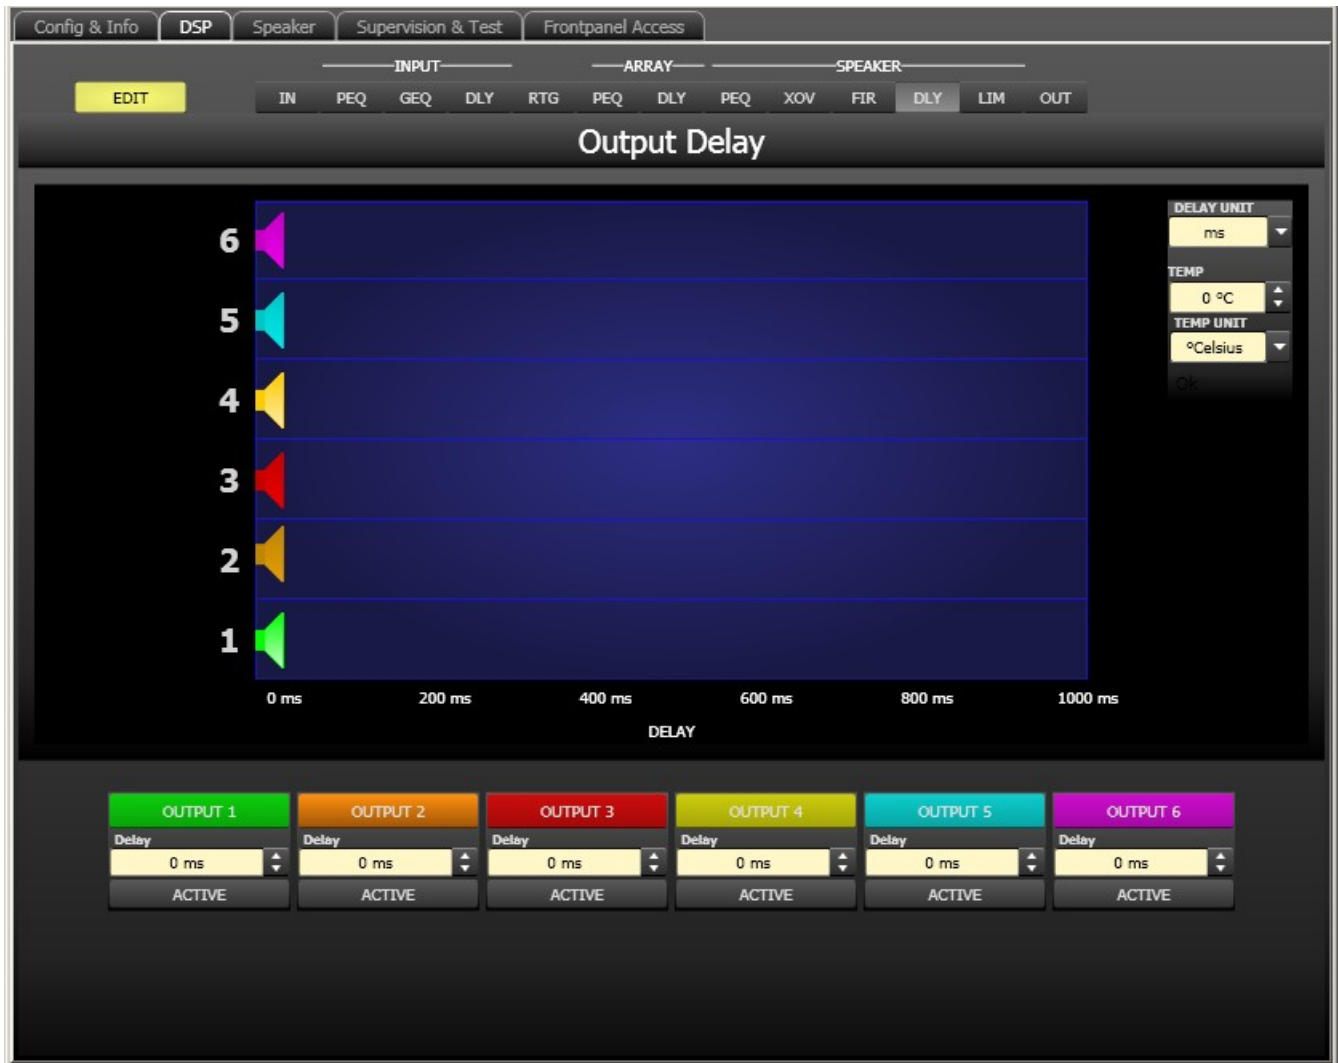 Config & Info DSP Speaker Supervision & Test Frontpanel Access
INPUT ARRAY SPEAKER
EDIT IN PEQ GEQ DLY RTG PEQ DLY PEQ XOV FIR DLY LIM OUT
Output Delay
DELAY UNIT
ms
TEMP
0 °C
TEMP UNIT
°Celsius
Ok
6
5
4
3
2
1
0 ms 200 ms 400 ms 600 ms 800 ms 1000 ms
DELAY
OUTPUT 1 OUTPUT 2 OUTPUT 3 OUTPUT 4 OUTPUT 5 OUTPUT 6
Delay Delay Delay Delay Delay Delay
0 ms 0 ms 0 ms 0 ms 0 ms 0 ms
ACTIVE ACTIVE ACTIVE ACTIVE ACTIVE ACTIVE